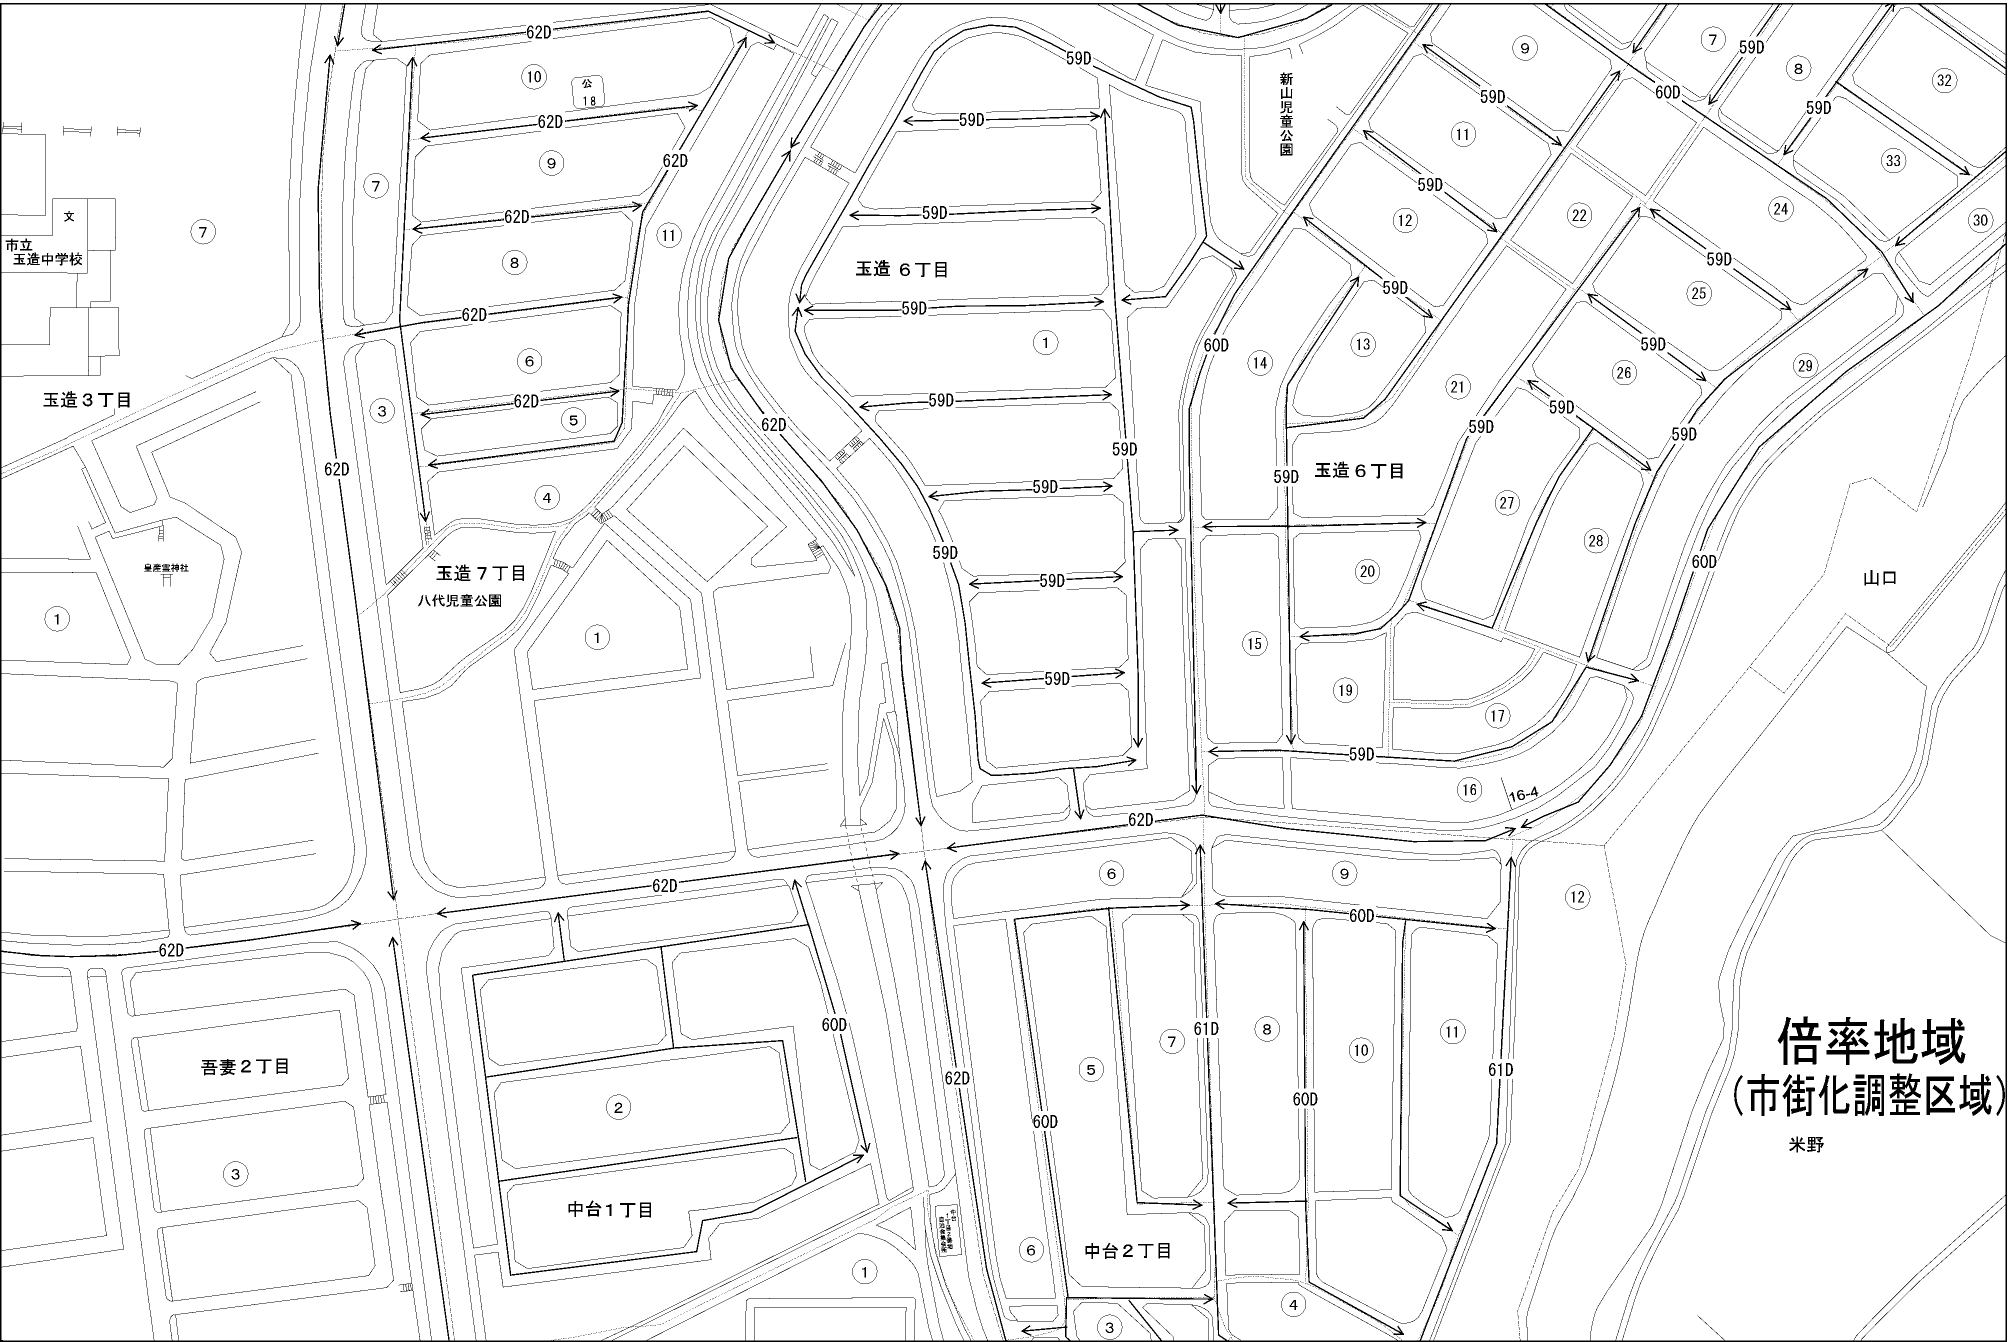 62D
59D
新山児童公園
⑨
⑦
59D
⑧
60D
㉜
⑩
公
18
62D
59D
59D
59D
⑪
㉝
⑦
⑨
62D
59D
⑫
㉒
㉔
㉚
文
市立
玉造中学校
⑦
62D
59D
⑪
⑧
玉造6丁目
59D
59D
㉕
62D
59D
①
60D
⑭
⑬
59D
㉖
㉙
玉造3丁目
⑥
③
62D
⑤
59D
㉑
59D
62D
59D
59D
59D
62D
玉造6丁目
59D
④
59D
㉗
㉘
59D
60D
皇産霊神社
玉造7丁目
八代児童公園
59D
⑳
山口
①
①
⑮
59D
⑲
⑰
59D
⑯
16-4
62D
62D
⑥
⑨
⑫
62D
60D
60D
61D
⑧
⑦
⑩
⑪
倍率地域
(市街化調整区域)
米野
吾妻2丁目
②
62D
⑤
60D
60D
61D
③
中台1丁目
⑥
中台2丁目
①
③
④